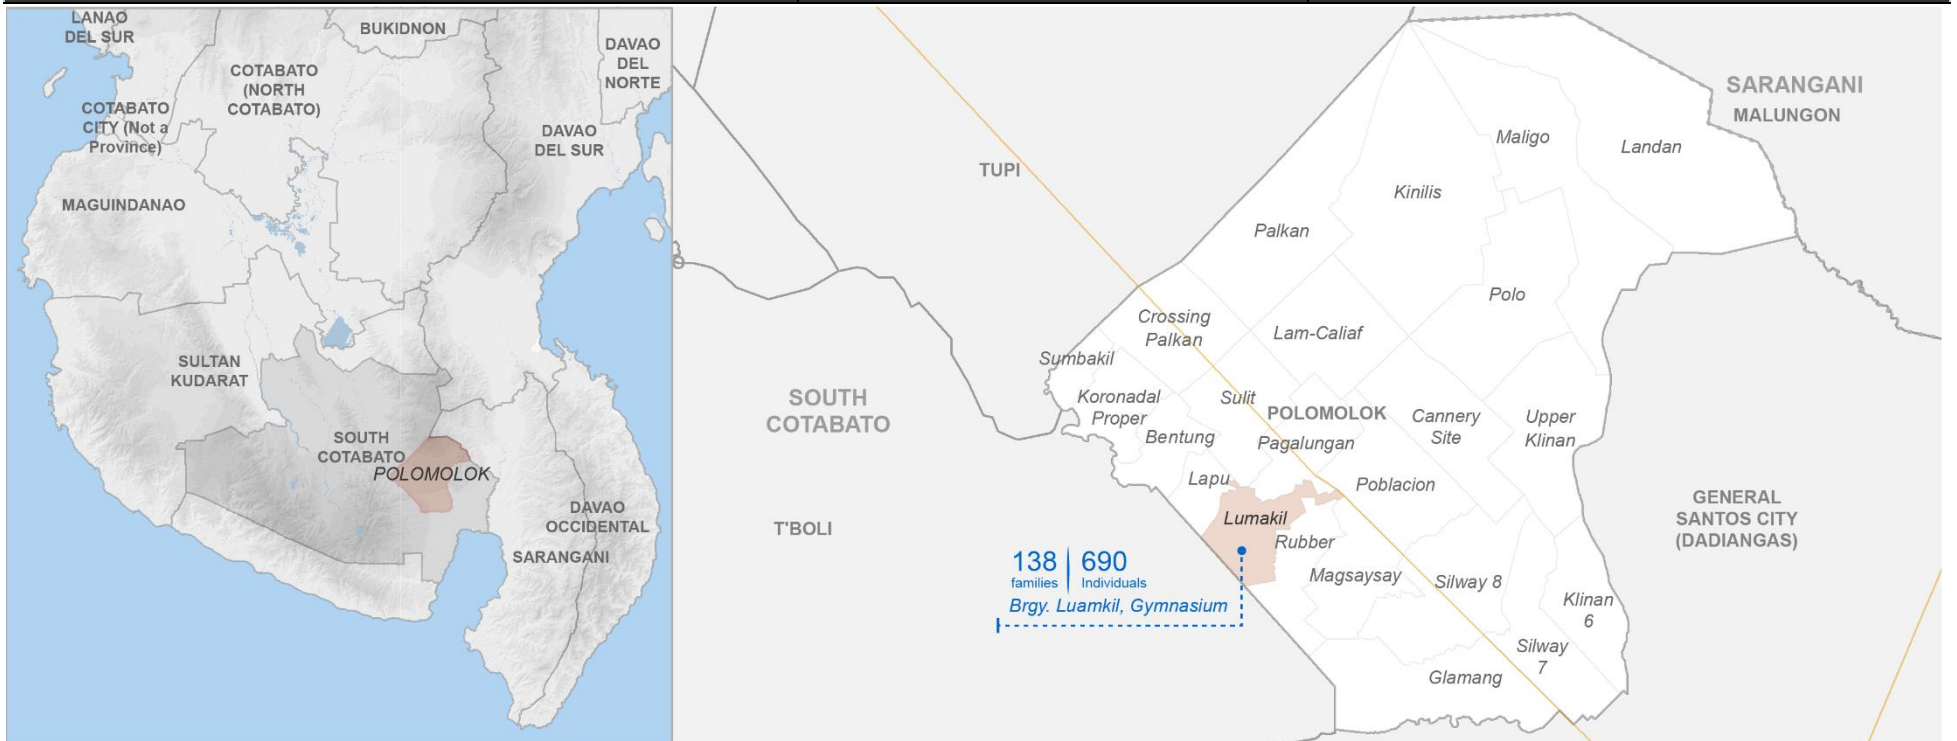 LANAO
DEL SUR
BUKIDNON
DAVAO
DEL
NORTE
COTABATO
(NORTH
COTABATO)
COTABATO
CITY (Not a
Province)
DAVAO
DEL SUR
MAGUINDANAO
SULTAN
KUDARAT
SOUTH
COTABATO
POLOMOLOK
DAVAO
OCCIDENTAL
SARANGANI
SARANGANI
MALUNGON
TUPI
Maligo
Landan
Kinilis
Palkan
Polo
Crossing
Palkan
Lam-Caliaf
Sumbakil
Koronadal
Proper
Sulit
SOUTH
COTABATO
POLOMOLOK
Cannery
Site
Upper
Klinan
Bentung
Pagalungan
Lapu
Poblacion
GENERAL
SANTOS CITY
(DADIANGAS)
T'BOLI
Lumakil
Rubber
138 | 690
families | Individuals
Brgy. Luamkil, Gymnasium
Magsaysay
Silway 8
Klinan
6
Silway
7
Glamang